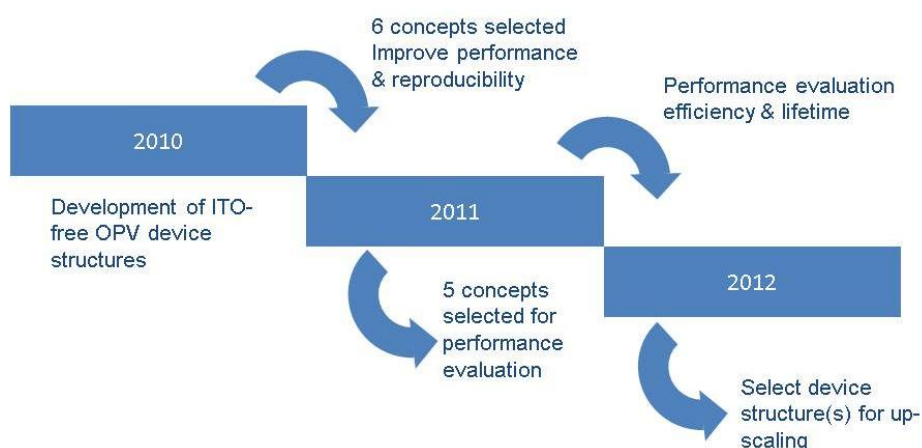 6 concepts selected
Improve performance
& reproducibility
Performance evaluation
efficiency & lifetime
2010
Development of ITO-
free OPV device
structures
2011
5 concepts
selected for
performance
evaluation
2012
Select device
structure(s) for up-
scaling